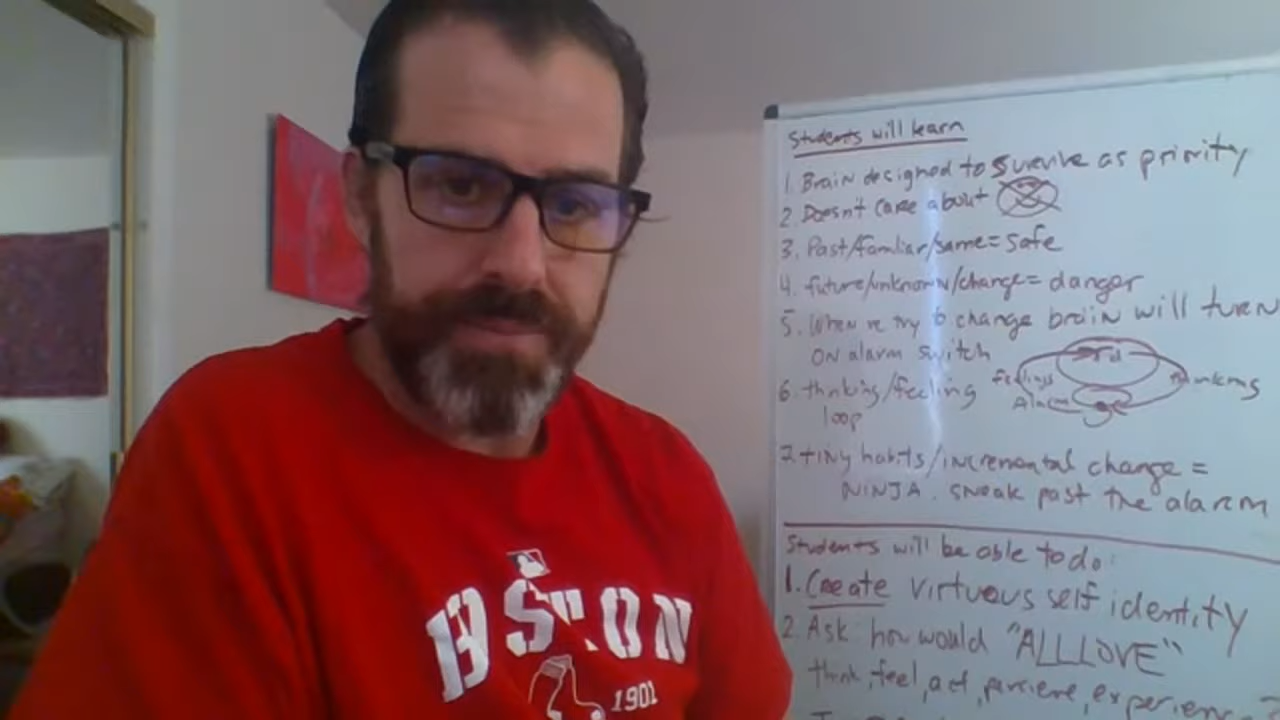 Students will learn
1. Brain designed to survive as priority
2. Doesn't care about
3. Past/familiar/same = safe
4. future/unknown/change = danger
5. When we try to change brain will turn
ON alarm switch
6. thinking/feeling
loop
feelings
thinking
Alarm
7. tiny habits/incremental change =
NINJA. sneak past the alarm
Students will be able to do:
1. Create virtuous self identity
2. Ask how would "ALLLOVE"
think, feel, act, experience?
BOSTON
1901